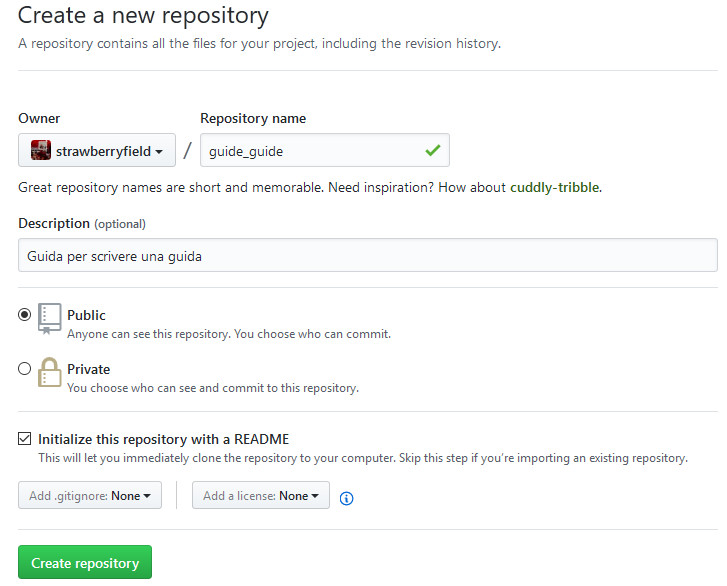 Create a new repository
A repository contains all the files for your project, including the revision history.
Owner
Repository name
strawberryfield / guide_guide
Great repository names are short and memorable. Need inspiration? How about cuddly-tribble.
Description (optional)
Guida per scrivere una guida
Public
Anyone can see this repository. You choose who can commit.
Private
You choose who can see and commit to this repository.
Initialize this repository with a README
This will let you immediately clone the repository to your computer. Skip this step if you're importing an existing repository.
Add .gitignore: None
Add a license: None
Create repository